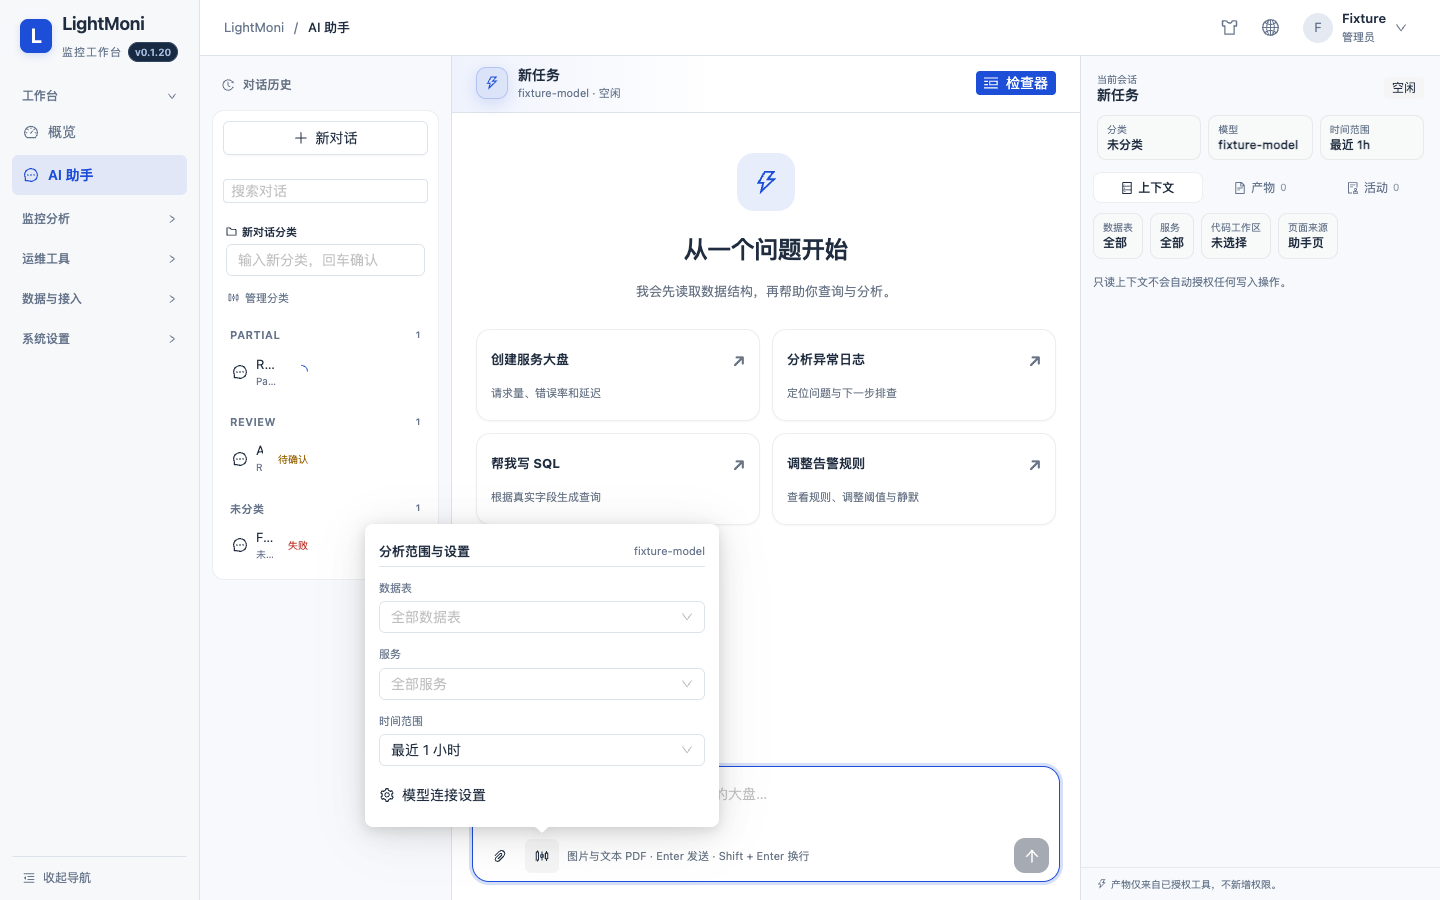 L
LightMoni
监控工作台 v0.1.20
工作台
概览
AI 助手
监控分析
运维工具
数据与接入
系统设置
收起导航
LightMoni / AI 助手
F
Fixture
管理员
对话历史
新对话
搜索对话
新对话分类
输入新分类，回车确认
管理分类
PARTIAL 1
R...
Pa...
REVIEW 1
A
R
待确认
未分类 1
F...
未...
失败
新任务
fixture-model · 空闲
检查器
从一个问题开始
我会先读取数据结构，再帮助你查询与分析。
创建服务大盘
请求量、错误率和延迟
分析异常日志
定位问题与下一步排查
帮我写 SQL
根据真实字段生成查询
调整告警规则
查看规则、调整阈值与静默
分析范围与设置 fixture-model
数据表
全部数据表
服务
全部服务
时间范围
最近 1 小时
模型连接设置
的大盘...
图片与文本 PDF · Enter 发送 · Shift + Enter 换行
当前会话
新任务
空闲
分类
未分类
模型
fixture-model
时间范围
最近 1h
上下文
产物 0
活动 0
数据表
全部
服务
全部
代码工作区
未选择
页面来源
助手页
只读上下文不会自动授权任何写入操作。
产物仅来自已授权工具，不新增权限。